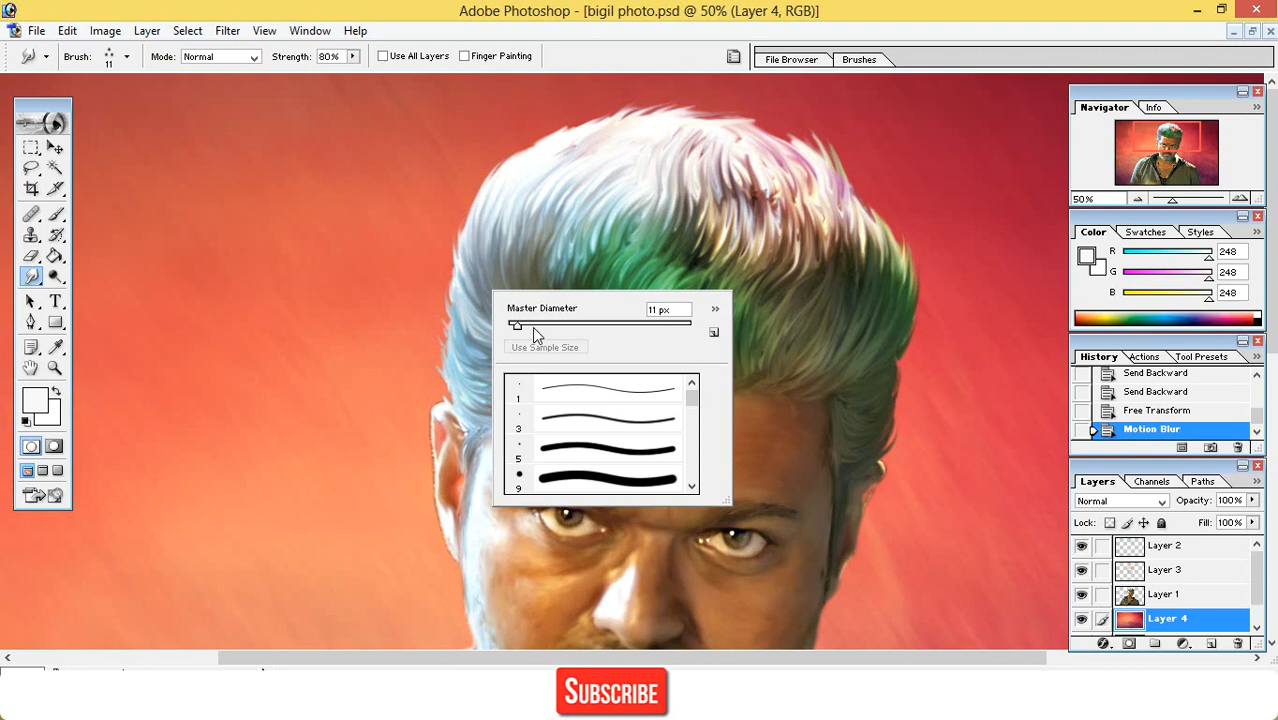 Adobe Photoshop - [bigil photo.psd @ 50% (Layer 4, RGB)]
File Edit Image Layer Select Filter View Window Help
Brush: 11 Mode: Normal Strength: 80% Use All Layers Finger Painting File Browser Brushes
Navigator Info
50%
Color Swatches Styles
R 248
G 248
B 248
Master Diameter 11 px
Use Sample Size
1
3
5
9
History Actions Tool Presets
Send Backward
Send Backward
Free Transform
Motion Blur
Layers Channels Paths
Normal Opacity: 100%
Lock: Fill: 100%
Layer 2
Layer 3
Layer 1
Layer 4
SUBSCRIBE